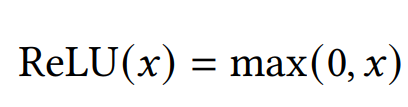 ReLU(x) = max(0, x)